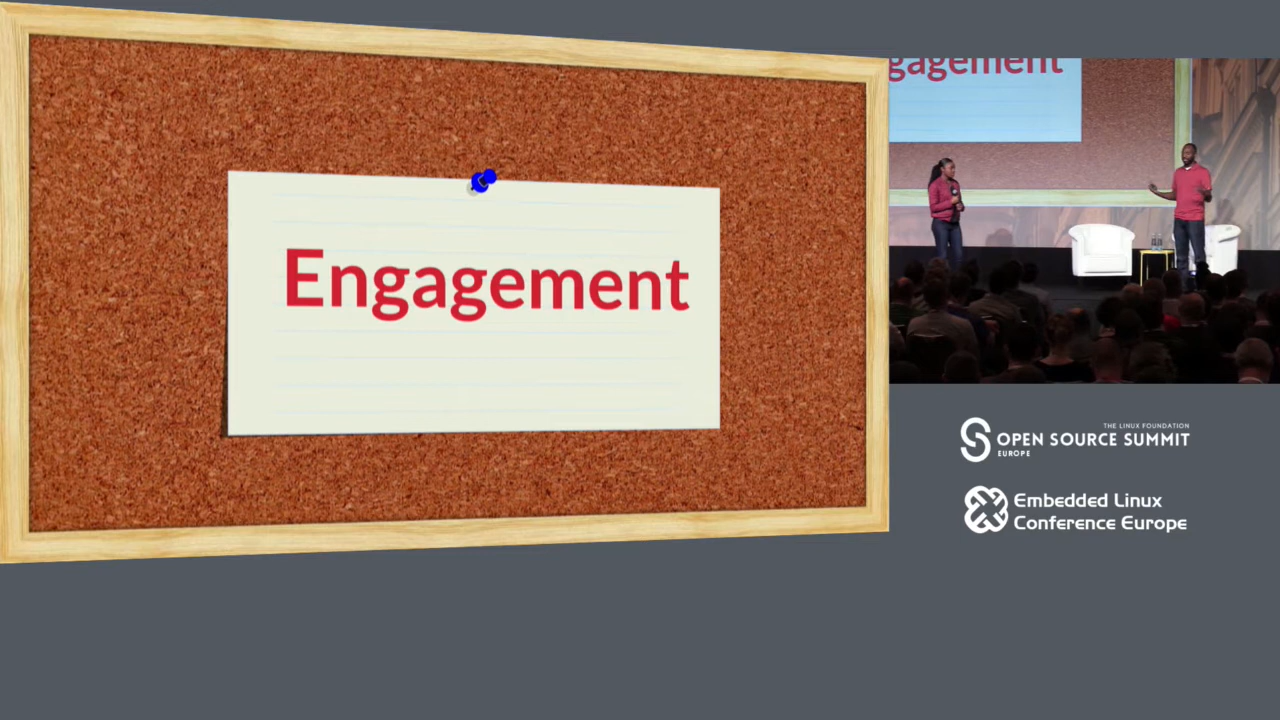 Engagement
gagement
THE LINUX FOUNDATION
OPEN SOURCE SUMMIT
EUROPE
Embedded Linux
Conference Europe